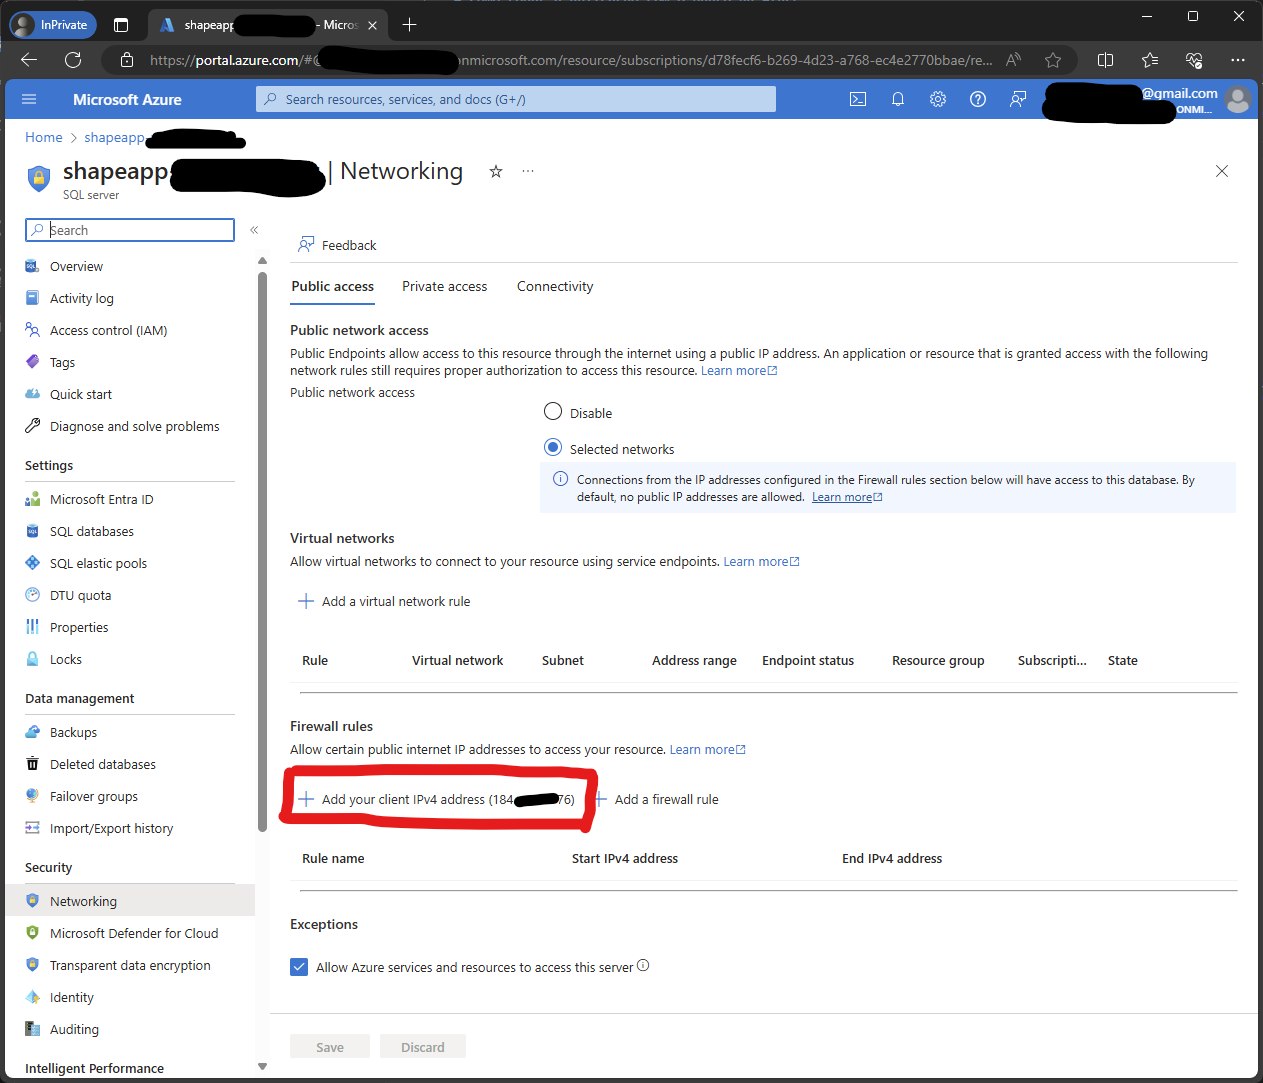 InPrivate
shapeapp - Micros
https://portal.azure.com/#@ onmicrosoft.com/resource/subscriptions/d78fecf6-b269-4d23-a768-ec4e2770bbae/re...
Microsoft Azure
Search resources, services, and docs (G+/)
@gmail.com
ONMI...
Home > shapeapp
shapeapp | Networking
SQL server
Search
Feedback
Overview
Activity log
Access control (IAM)
Tags
Quick start
Diagnose and solve problems
Settings
Microsoft Entra ID
SQL databases
SQL elastic pools
DTU quota
Properties
Locks
Data management
Backups
Deleted databases
Failover groups
Import/Export history
Security
Networking
Microsoft Defender for Cloud
Transparent data encryption
Identity
Auditing
Intelligent Performance
Public access Private access Connectivity
Public network access
Public Endpoints allow access to this resource through the internet using a public IP address. An application or resource that is granted access with the following
network rules still requires proper authorization to access this resource. Learn more
Public network access
Disable
Selected networks
Connections from the IP addresses configured in the Firewall rules section below will have access to this database. By
default, no public IP addresses are allowed. Learn more
Virtual networks
Allow virtual networks to connect to your resource using service endpoints. Learn more
Add a virtual network rule
Rule Virtual network Subnet Address range Endpoint status Resource group Subscripti... State
Firewall rules
Allow certain public internet IP addresses to access your resource. Learn more
Add your client IPv4 address (184 76) Add a firewall rule
Rule name Start IPv4 address End IPv4 address
Exceptions
Allow Azure services and resources to access this server
Save Discard